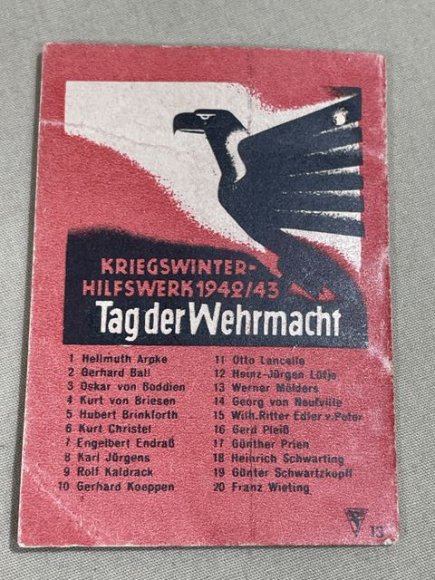 KRIEGSWINTER-
HILFSWERK 1942/43
Tag der Wehrmacht
1 Hellmuth Arpke
2 Gerhard Ball
3 Oskar von Boddien
4 Kurt von Briesen
5 Hubert Brinkforth
6 Kurt Christel
7 Engelbert Endraß
8 Karl Jürgens
9 Rolf Kaldrack
10 Gerhard Koeppen
11 Otto Lancelle
12 Heinz-Jürgen Lütje
13 Werner Mölders
14 Georg von Neufville
15 Wilh. Ritter Edler v. Peter
16 Gerd Pleiß
17 Günther Prien
18 Heinrich Schwarting
19 Günter Schwartzkopff
20 Franz Wieting
13